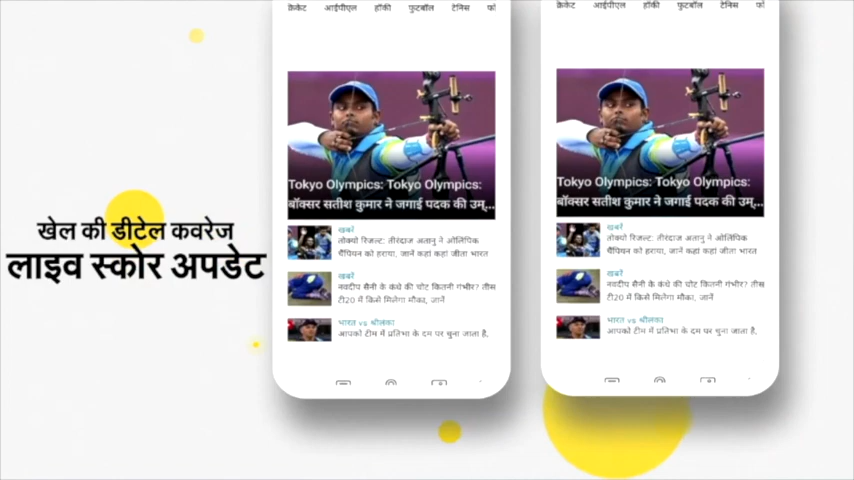 खेल की डीटेल कवरेज
लाइव स्कोर अपडेट
क्रिकेट आईपीएल हॉकी फुटबॉल टेनिस फॉ
Tokyo Olympics: Tokyo Olympics:
बॉक्सर सतीश कुमार ने जगाई पदक की उम्...
खबरें
तोक्यो रिजल्ट: तीरंदाज अतानु ने ओलिंपिक
चैंपियन को हराया, जानें कहां कहां जीता भारत
खबरें
नवदीप सैनी के कंधे की चोट कितनी गंभीर? तीसरे
टी20 में किसे मिलेगा मौका, जानें
भारत vs श्रीलंका
आपको टीम में प्रतिभा के दम पर चुना जाता है,
क्रिकेट आईपीएल हॉकी फुटबॉल टेनिस फॉ
Tokyo Olympics: Tokyo Olympics:
बॉक्सर सतीश कुमार ने जगाई पदक की उम्...
खबरें
तोक्यो रिजल्ट: तीरंदाज अतानु ने ओलिंपिक
चैंपियन को हराया, जानें कहां कहां जीता भारत
खबरें
नवदीप सैनी के कंधे की चोट कितनी गंभीर? तीस
टी20 में किसे मिलेगा मौका, जानें
भारत vs श्रीलंका
आपको टीम में प्रतिभा के दम पर चुना जाता है,